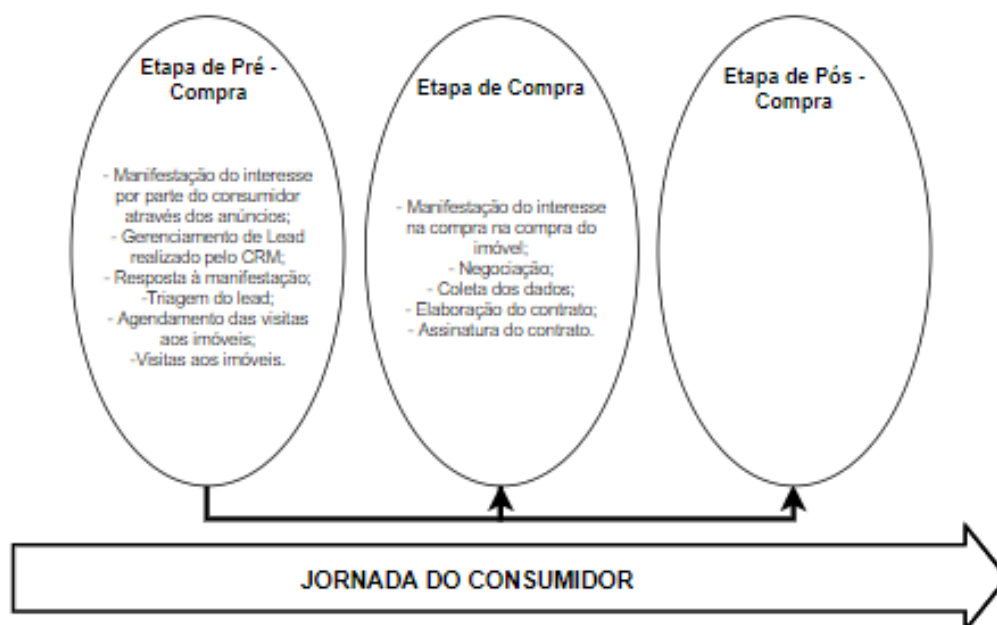 Etapa de Pré -
Compra
- Manifestação do interesse
por parte do consumidor
através dos anúncios;
- Gerenciamento de Lead
realizado pelo CRM;
- Resposta à manifestação;
-Triagem do lead;
- Agendamento das visitas
aos imóveis;
-Visitas aos imóveis.
Etapa de Compra
- Manifestação do interesse
na compra na compra do
imóvel;
- Negociação;
- Coleta dos dados;
- Elaboração do contrato;
- Assinatura do contrato.
Etapa de Pós -
Compra
JORNADA DO CONSUMIDOR